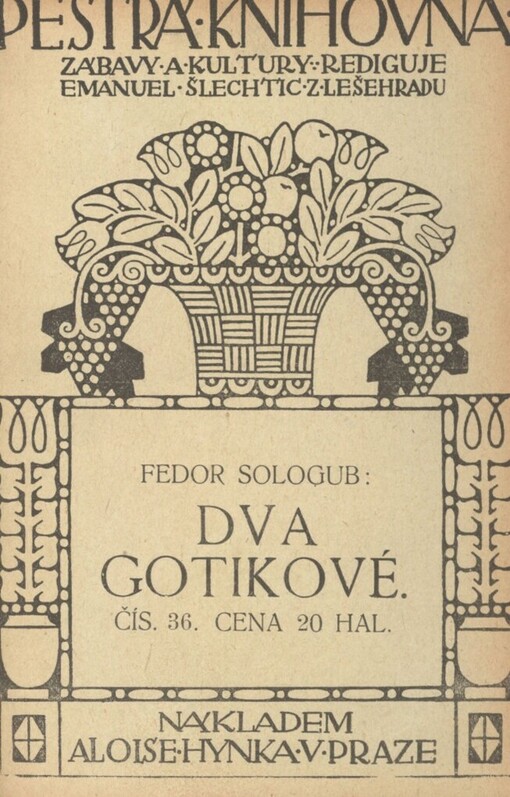 PESTRÁ·KNIHOVNA·
ZÁBAVY·A·KULTURY·:·REDIGUJE
EMANUEL·ŠLECHTIC·Z·LEŠEHRADU
FEDOR SOLOGUB:
DVA
GOTIKOVÉ.
ČÍS. 36. CENA 20 HAL.
NÁKLADEM
ALOISE·HYNKA·V·PRAZE